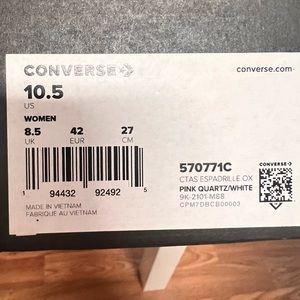 CONVERSE
converse.com
10.5
US
WOMEN
8.5 42 27
UK EUR CM
570771C
CTAS ESPADRILLE OX
PINK QUARTZ/WHITE
9K-2101-M88
CPM7DBCB00003
CONVERSE
1 94432 92492 5
MADE IN VIETNAM
FABRIQUE AU VIETNAM